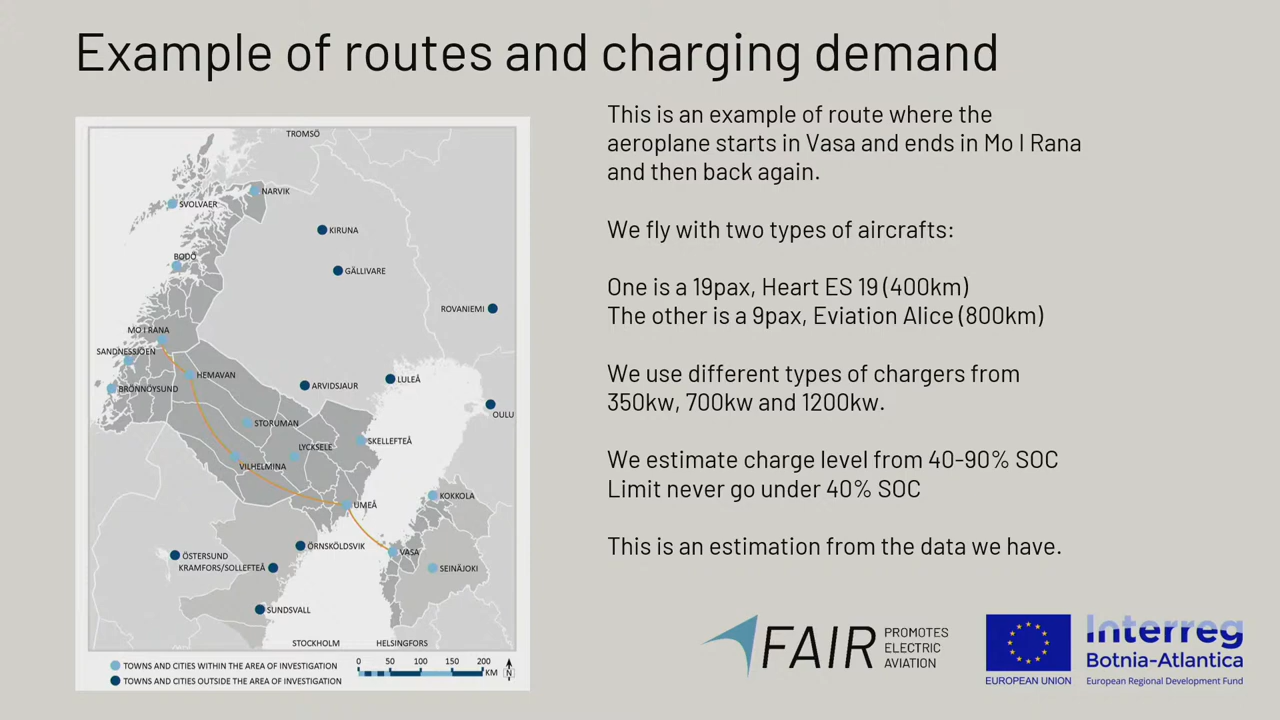 Example of routes and charging demand
TROMSÖ
NARVIK
SVOLVAER
KIRUNA
BODÖ
GÄLLIVARE
ROVANIEMI
MO I RANA
SANDNESSJOEN
HEMAVAN
BRÖNNÖYSUND
ARVIDSJAUR
LULEÅ
OULU
STORUMAN
SKELLEFTEÅ
LYCKSELE
VILHELMINA
KOKKOLA
UMEÅ
ÖRNSKÖLDSVIK
VASA
ÖSTERSUND
KRAMFORS/SOLLEFTEÅ
SEINÄJOKI
SUNDSVALL
STOCKHOLM
HELSINGFORS
TOWNS AND CITIES WITHIN THE AREA OF INVESTIGATION
TOWNS AND CITIES OUTSIDE THE AREA OF INVESTIGATION
0 50 100 150 200
KM
N
This is an example of route where the
aeroplane starts in Vasa and ends in Mo I Rana
and then back again.
We fly with two types of aircrafts:
One is a 19pax, Heart ES 19 (400km)
The other is a 9pax, Eviation Alice (800km)
We use different types of chargers from
350kw, 700kw and 1200kw.
We estimate charge level from 40-90% SOC
Limit never go under 40% SOC
This is an estimation from the data we have.
FAIR
PROMOTES
ELECTRIC
AVIATION
EUROPEAN UNION
Interreg
Botnia-Atlantica
European Regional Development Fund